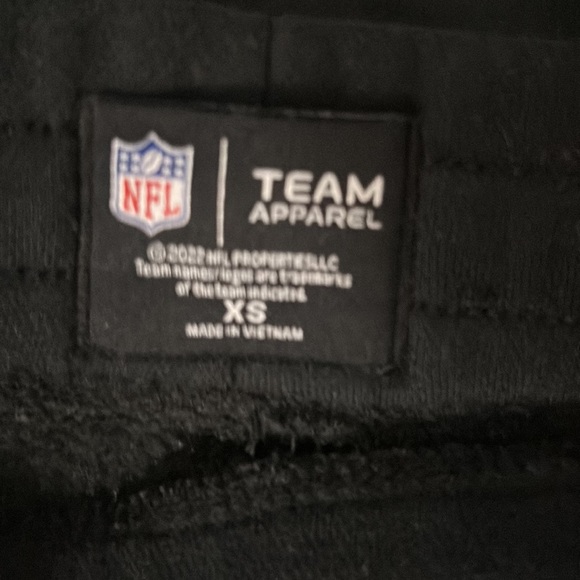 NFL
TEAM
APPAREL
© 2022 NFL PROPERTIES LLC
Team names/logos are trademarks
of the team indicated.
XS
MADE IN VIETNAM